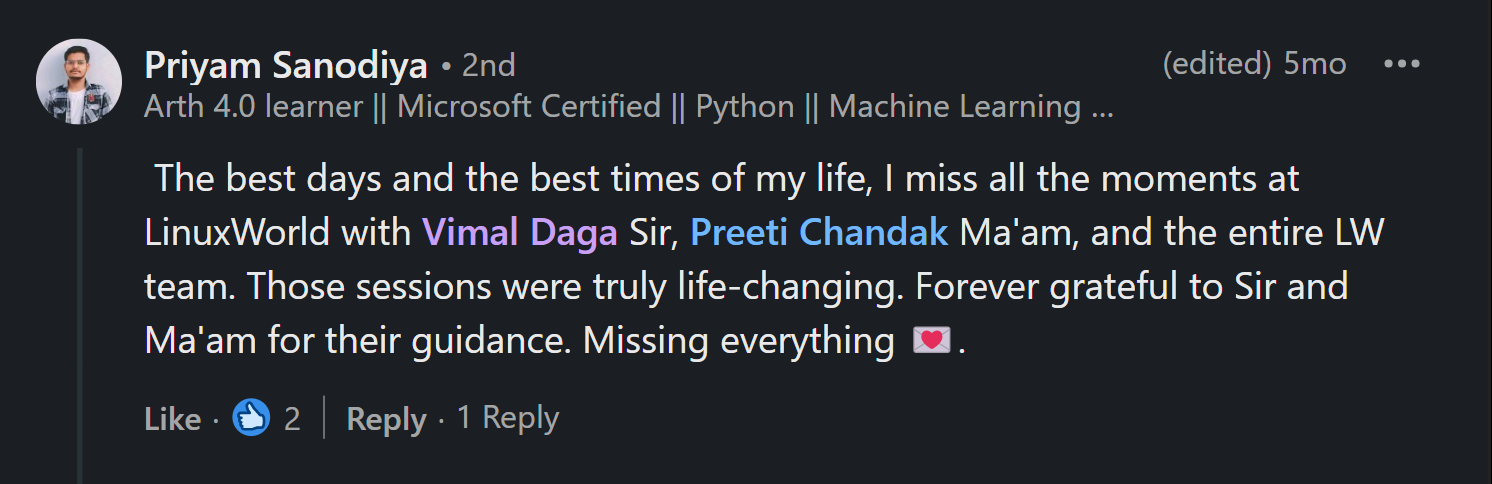 Priyam Sanodiya • 2nd (edited) 5mo •••
Arth 4.0 learner || Microsoft Certified || Python || Machine Learning ...
The best days and the best times of my life, I miss all the moments at
LinuxWorld with Vimal Daga Sir, Preeti Chandak Ma'am, and the entire LW
team. Those sessions were truly life-changing. Forever grateful to Sir and
Ma'am for their guidance. Missing everything 💌.
Like · 2 | Reply · 1 Reply